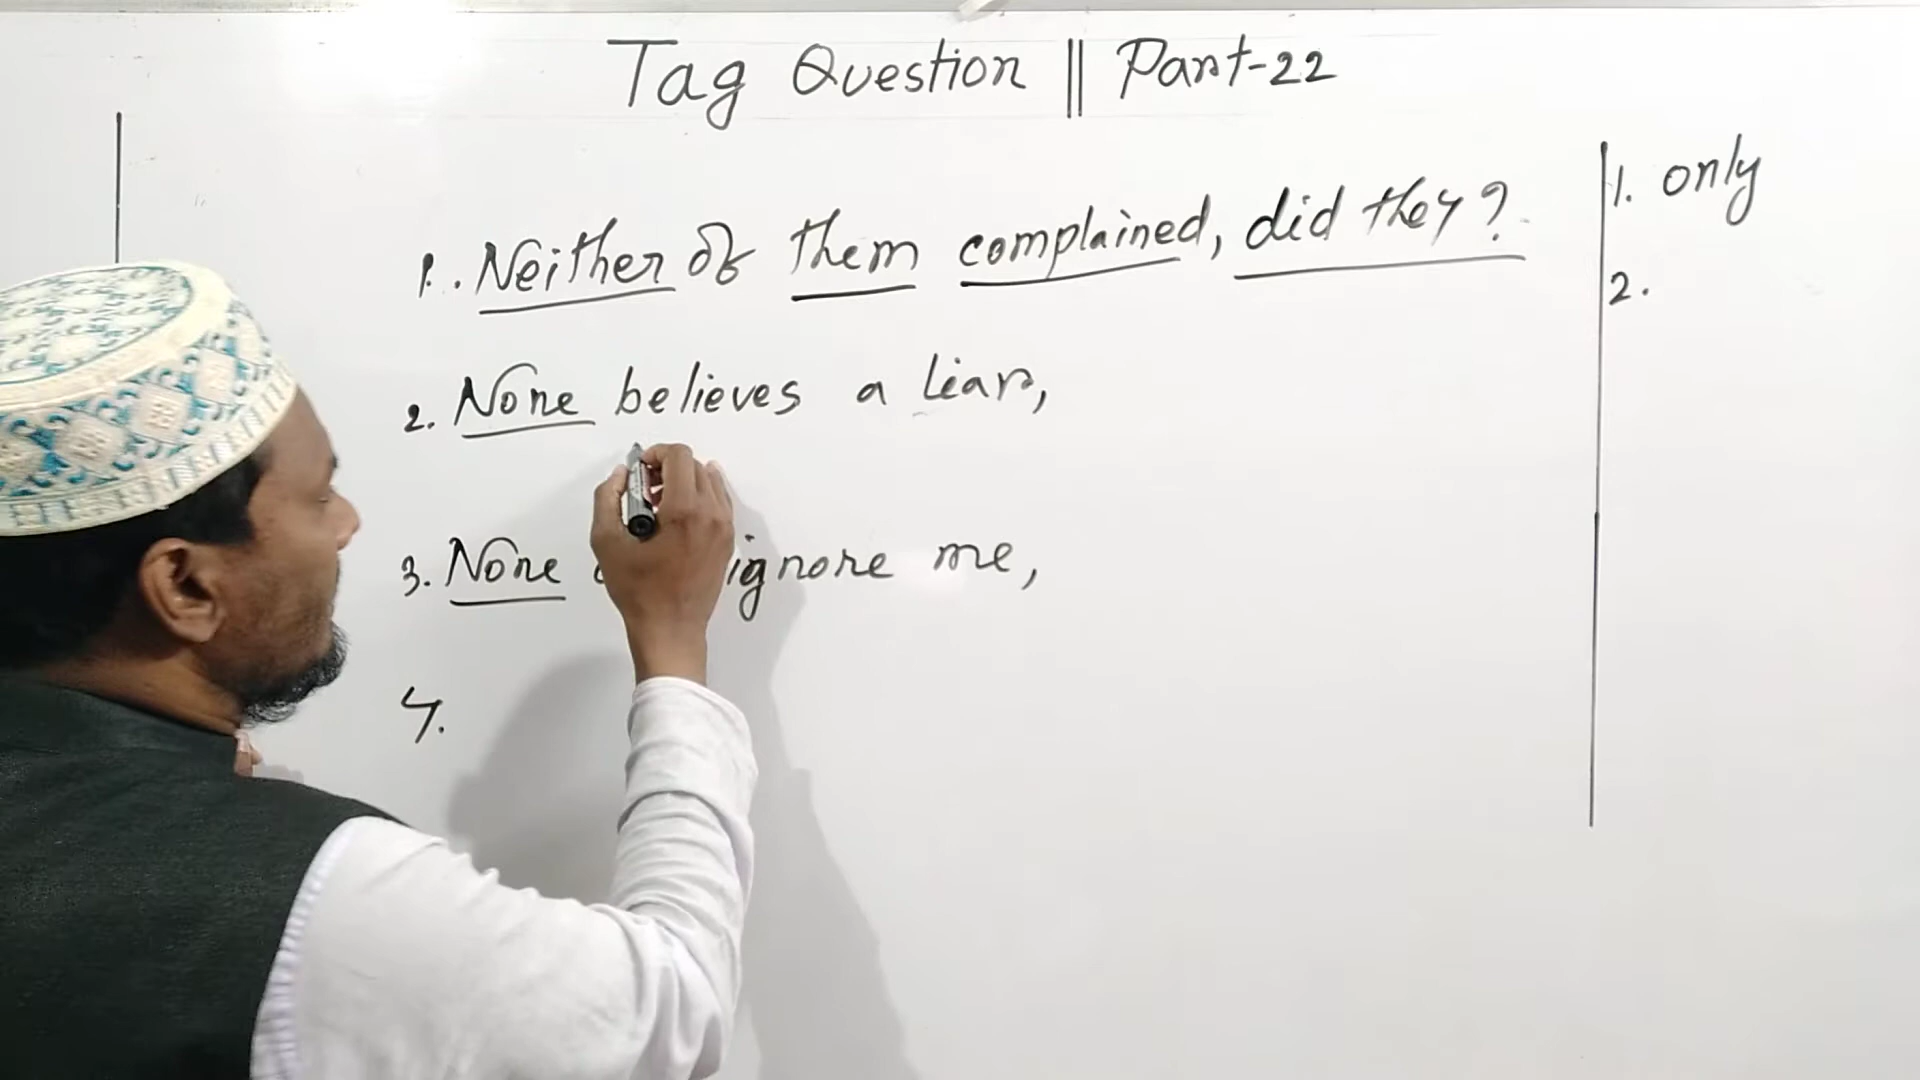 Tag Question || Part-22
1. Neither of them complained, did they?
2. None believes a liar,
3. None ignore me,
4.
1. only
2.